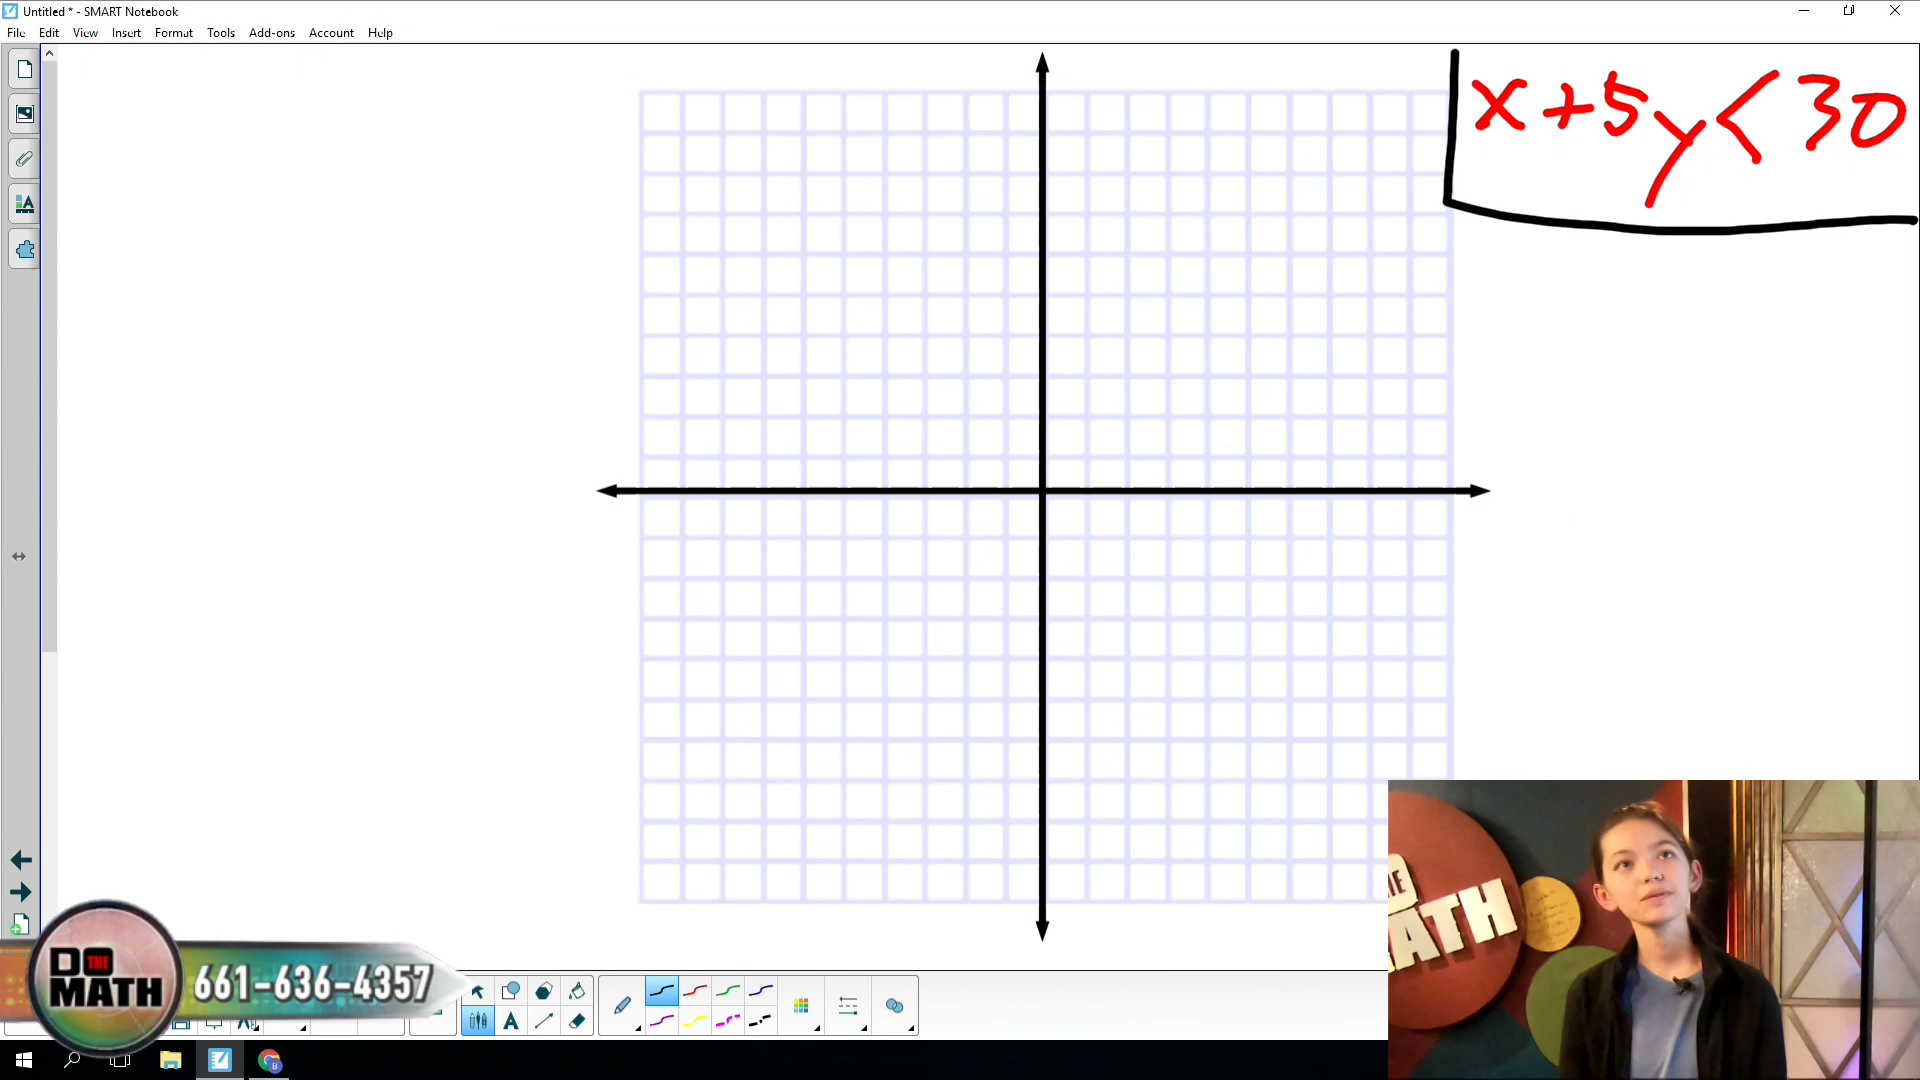 Untitled * - SMART Notebook
File Edit View Insert Format Tools Add-ons Account Help
x+5y<30
DO THE MATH
661-636-4357
MATH